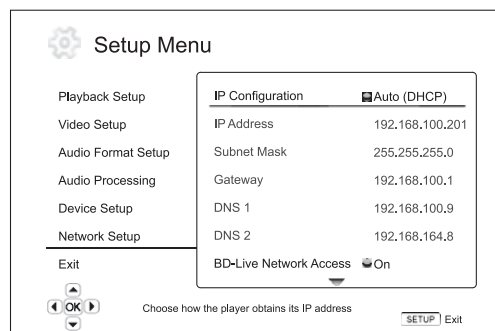 Setup Menu
Playback Setup
Video Setup
Audio Format Setup
Audio Processing
Device Setup
Network Setup
Exit
IP Configuration Auto (DHCP)
IP Address 192.168.100.201
Subnet Mask 255.255.255.0
Gateway 192.168.100.1
DNS 1 192.168.100.9
DNS 2 192.168.164.8
BD-Live Network Access On
OK
Choose how the player obtains its IP address
SETUP Exit